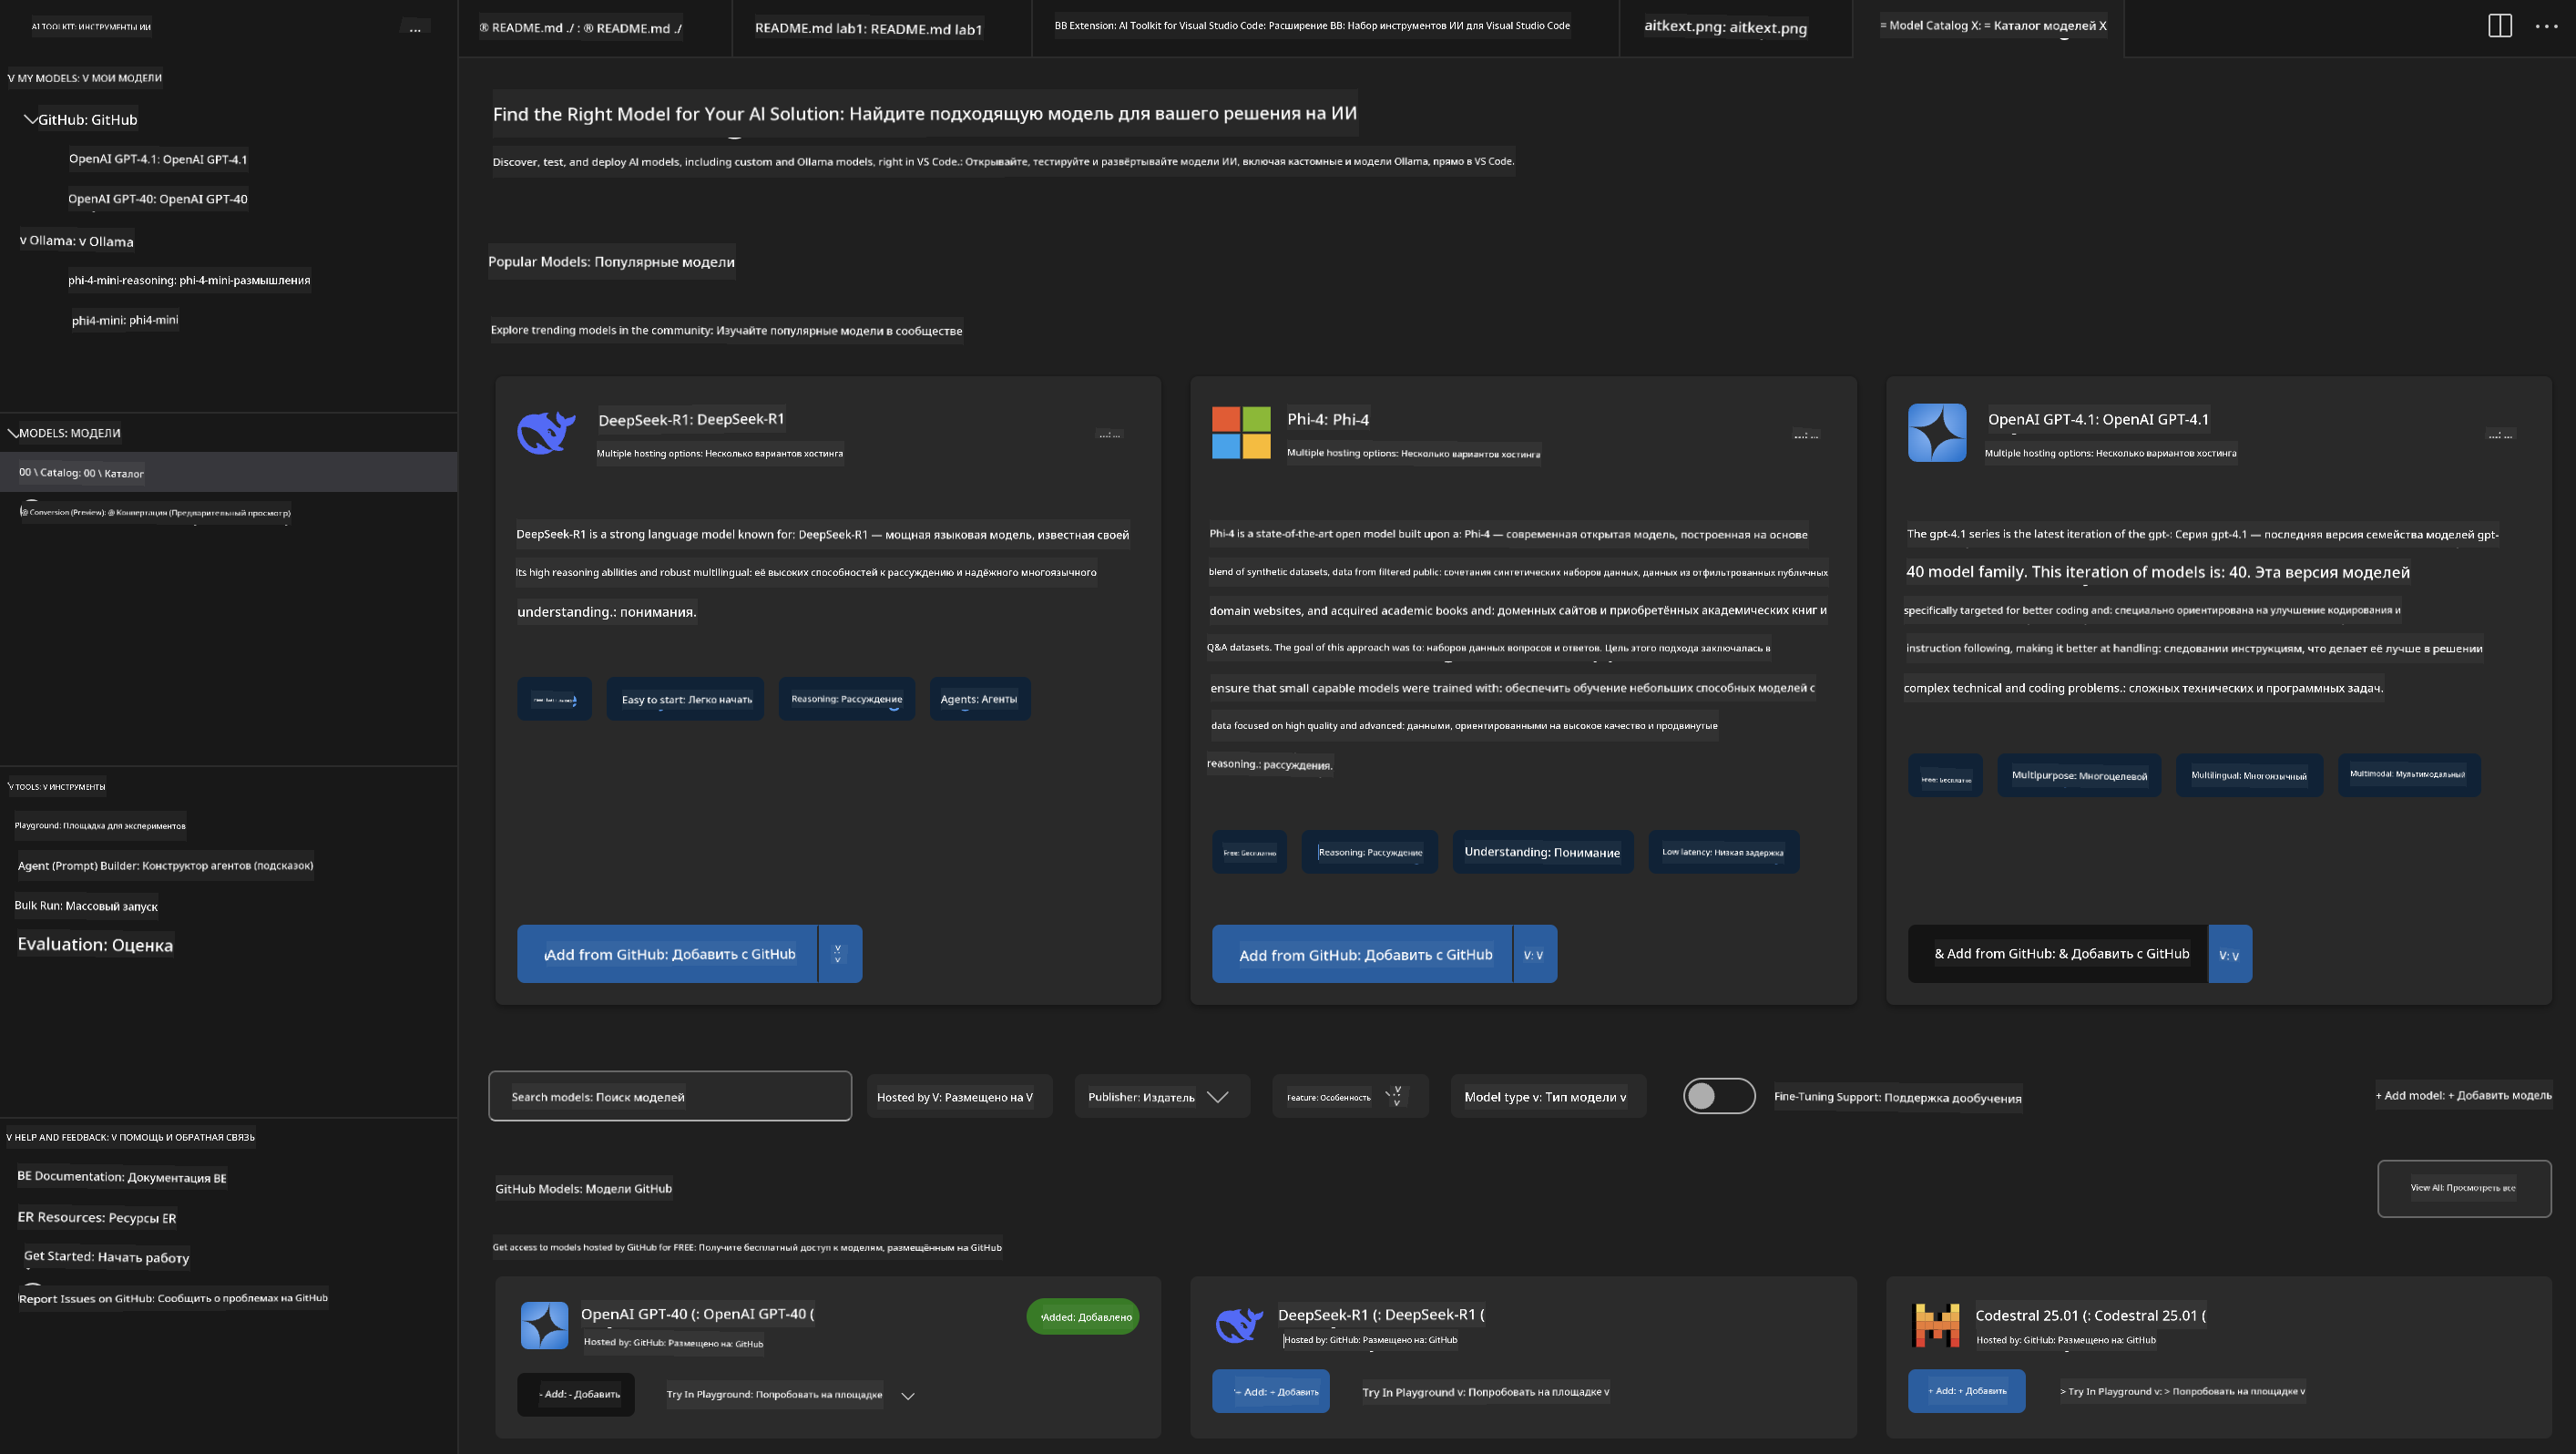 AI TOOLKIT: ИНСТРУМЕНТЫ ИИ
...
V MY MODELS: V МОИ МОДЕЛИ
GitHub: GitHub
OpenAI GPT-4.1: OpenAI GPT-4.1
OpenAI GPT-40: OpenAI GPT-40
v Ollama: v Ollama
phi-4-mini-reasoning: phi-4-mini-размышления
phi4-mini: phi4-mini
MODELS: МОДЕЛИ
00 \ Catalog: 00 \ Каталог
@ Conversion (Preview): @ Конвертация (Предварительный просмотр)
V TOOLS: V ИНСТРУМЕНТЫ
Playground: Площадка для экспериментов
Agent (Prompt) Builder: Конструктор агентов (подсказок)
Bulk Run: Массовый запуск
Evaluation: Оценка
V HELP AND FEEDBACK: V ПОМОЩЬ И ОБРАТНАЯ СВЯЗЬ
BE Documentation: Документация BE
ER Resources: Ресурсы ER
Get Started: Начать работу
Report Issues on GitHub: Сообщить о проблемах на GitHub
® README.md ./ : ® README.md ./
README.md lab1: README.md lab1
BB Extension: AI Toolkit for Visual Studio Code: Расширение BB: Набор инструментов ИИ для Visual Studio Code
aitkext.png: aitkext.png
= Model Catalog X: = Каталог моделей X
Find the Right Model for Your Al Solution: Найдите подходящую модель для вашего решения на ИИ
Discover, test, and deploy AI models, including custom and Ollama models, right in VS Code.: Открывайте, тестируйте и развёртывайте модели ИИ, включая кастомные и модели Ollama, прямо в VS Code.
Popular Models: Популярные модели
Explore trending models in the community: Изучайте популярные модели в сообществе
DeepSeek-R1: DeepSeek-R1
Multiple hosting options: Несколько вариантов хостинга
DeepSeek-R1 is a strong language model known for: DeepSeek-R1 — мощная языковая модель, известная своей
its high reasoning abllities and robust multilingual: её высоких способностей к рассуждению и надёжного многоязычного
understanding.: понимания.
Easy to start: Легко начать
Reasoning: Рассуждение
Agents: Агенты
Add from GitHub: Добавить с GitHub
Phi-4: Phi-4
Multiple hosting options: Несколько вариантов хостинга
Phi-4 is a state-of-the-art open model built upon a: Phi-4 — современная открытая модель, построенная на основе
blend of synthetic datasets, data from filtered public: сочетания синтетических наборов данных, данных из отфильтрованных публичных
domain websites, and acquired academic books and: доменных сайтов и приобретённых академических книг и
Q&A datasets. The goal of this approach was to: наборов данных вопросов и ответов. Цель этого подхода заключалась в
ensure that small capable models were trained with: обеспечить обучение небольших способных моделей с
data focused on high quality and advanced: данными, ориентированными на высокое качество и продвинутые
reasoning.: рассуждения.
Free: Бесплатно
Reasoning: Рассуждение
Understanding: Понимание
Low latency: Низкая задержка
Add from GitHub: Добавить с GitHub
V: V
OpenAI GPT-4.1: OpenAI GPT-4.1
Multiple hosting options: Несколько вариантов хостинга
The gpt-4.1 series is the latest iteration of the gpt-: Серия gpt-4.1 — последняя версия семейства моделей gpt-
40 model family. This iteration of models is: 40. Эта версия моделей
specifically targeted for better coding and: специально ориентирована на улучшение кодирования и
instruction following, making it better at handling: следовании инструкциям, что делает её лучше в решении
complex technical and coding problems.: сложных технических и программных задач.
Free: Бесплатно
Multipurpose: Многоцелевой
Multilingual: Многоязычный
Multimodal: Мультимодальный
& Add from GitHub: & Добавить с GitHub
V: V
Search models: Поиск моделей
Hosted by V: Размещено на V
Publisher: Издатель
Feature: Особенность
Model type v: Тип модели v
Fine-Tuning Support: Поддержка дообучения
+ Add model: + Добавить модель
GitHub Models: Модели GitHub
View All: Просмотреть все
Get access to models hosted by GitHub for FREE: Получите бесплатный доступ к моделям, размещённым на GitHub
OpenAI GPT-40 (: OpenAI GPT-40 (
Hosted by: GitHub: Размещено на: GitHub
Added: Добавлено
- Add: - Добавить
Try In Playground: Попробовать на площадке
DeepSeek-R1 (: DeepSeek-R1 (
Hosted by: GitHub: Размещено на: GitHub
+ Add: + Добавить
Try In Playground v: Попробовать на площадке v
Codestral 25.01 (: Codestral 25.01 (
Hosted by: GitHub: Размещено на: GitHub
+ Add: + Добавить
> Try In Playground v: > Попробовать на площадке v